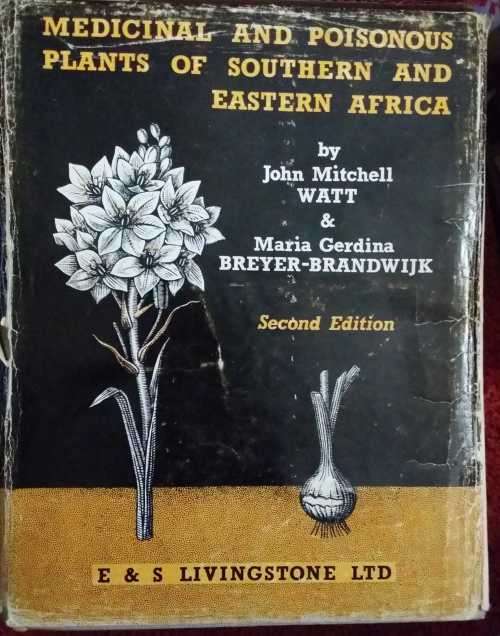 MEDICINAL AND POISONOUS
PLANTS OF SOUTHERN AND
EASTERN AFRICA
by
John Mitchell
WATT
&
Maria Gerdina
BREYER-BRANDWIJK
Second Edition
E & S LIVINGSTONE LTD